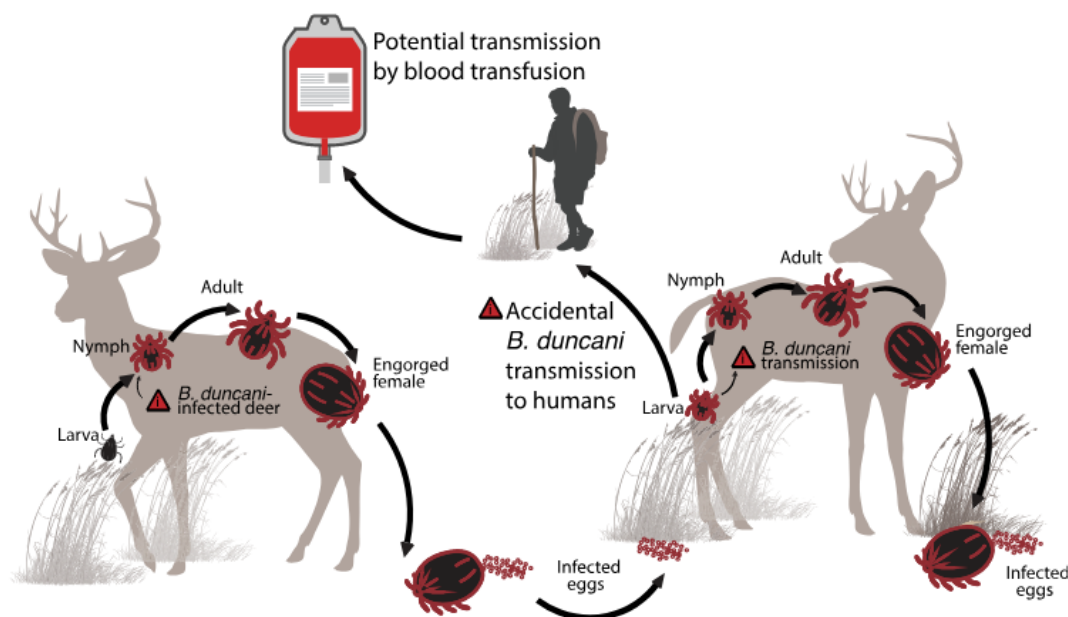 Potential transmission
by blood transfusion
Adult
Nymph
B. duncani-
infected deer
Larva
Engorged
female
Accidental
B. duncani
transmission
to humans
Adult
Nymph
B. duncani
transmission
Larva
Engorged
female
Infected
eggs
Infected
eggs